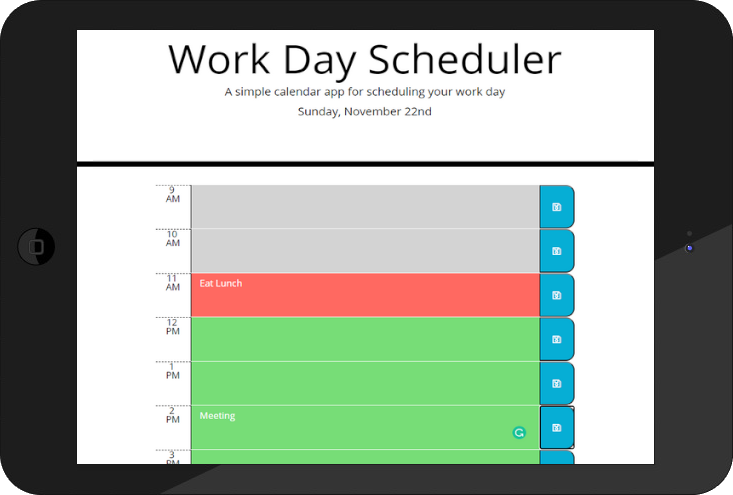 Work Day Scheduler
A simple calendar app for scheduling your work day
Sunday, November 22nd
9
AM
10
AM
11
AM
Eat Lunch
12
PM
1
PM
2
PM
Meeting
3
PM